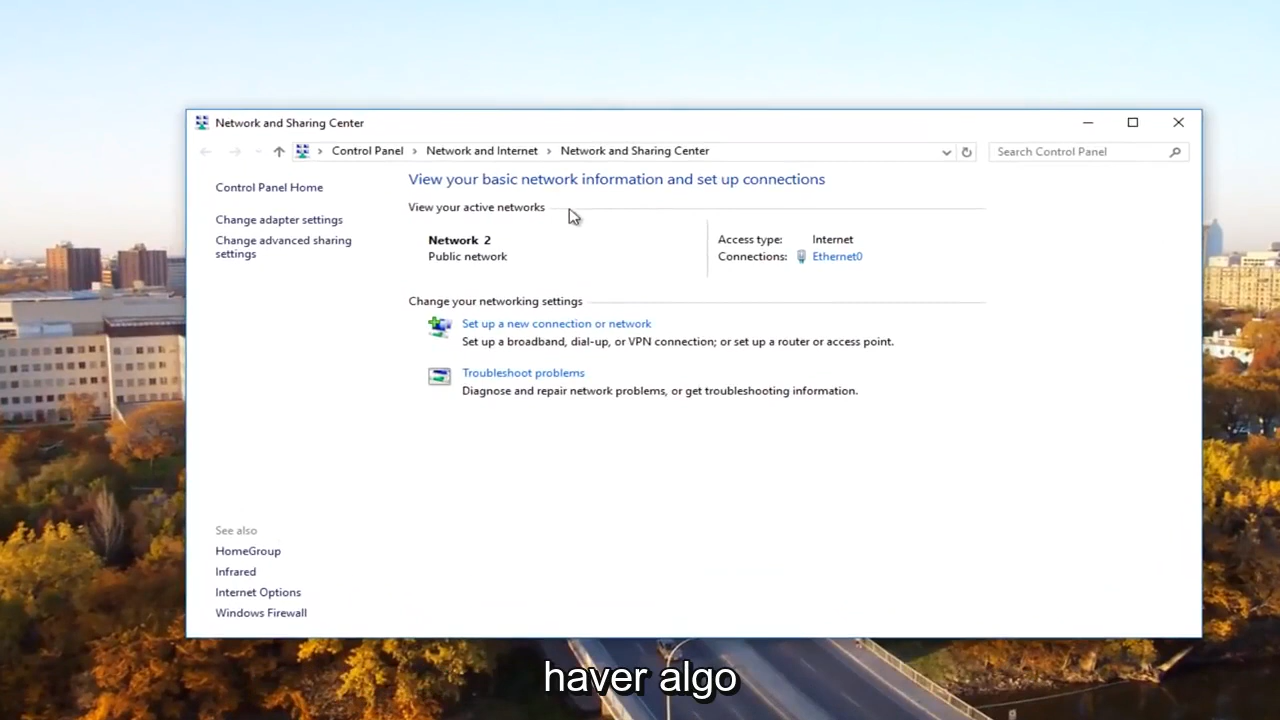 Network and Sharing Center
Control Panel > Network and Internet > Network and Sharing Center
Search Control Panel
Control Panel Home
Change adapter settings
Change advanced sharing
settings
View your basic network information and set up connections
View your active networks
Network 2
Public network
Access type: Internet
Connections: Ethernet0
Change your networking settings
Set up a new connection or network
Set up a broadband, dial-up, or VPN connection; or set up a router or access point.
Troubleshoot problems
Diagnose and repair network problems, or get troubleshooting information.
See also
HomeGroup
Infrared
Internet Options
Windows Firewall
haver algo